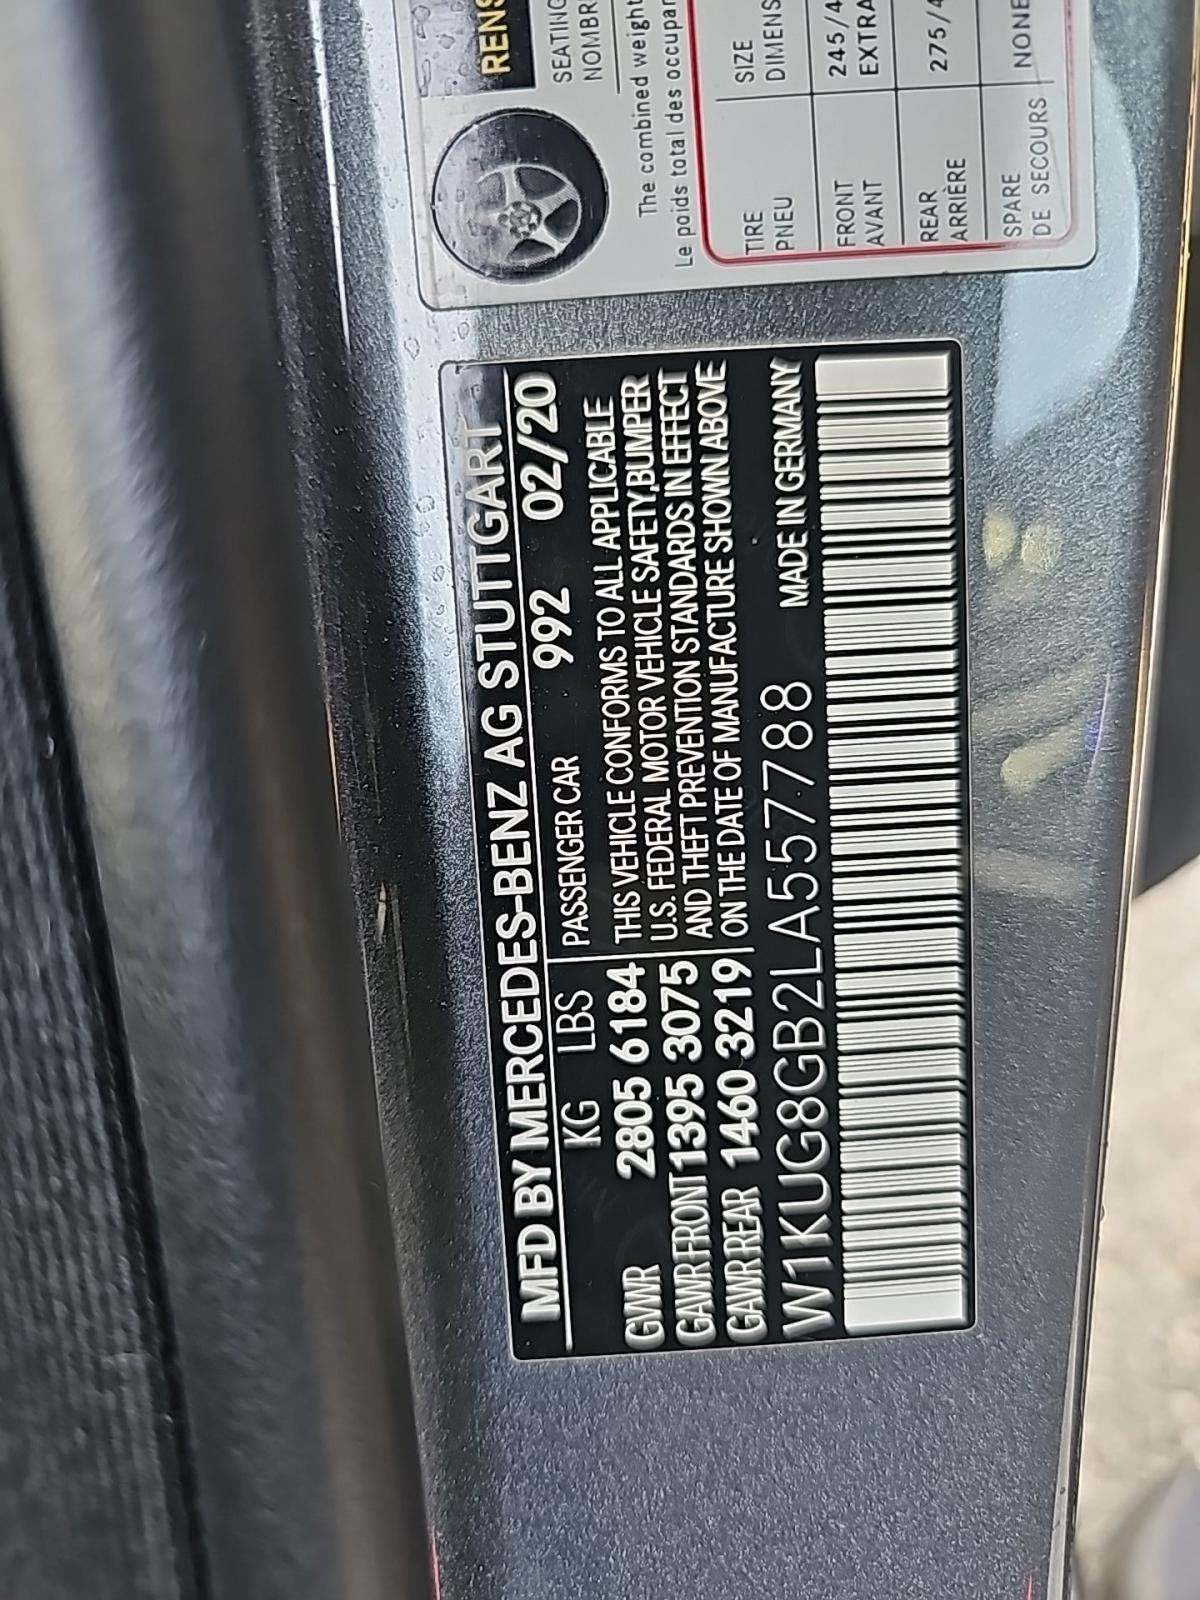 MFD BY MERCEDES-BENZ AG STUTTGART
KG LBS PASSENGER CAR 992 02/20
GVWR 2805 6184 THIS VEHICLE CONFORMS TO ALL APPLICABLE
GAWR FRONT 1395 3075 U.S. FEDERAL MOTOR VEHICLE SAFETY,BUMPER
GAWR REAR 1460 3219 AND THEFT PREVENTION STANDARDS IN EFFECT
ON THE DATE OF MANUFACTURE SHOWN ABOVE
W1KUG8GB2LA557788 MADE IN GERMANY
RENS
SEATING
NOMBR
The combined weight
Le poids total des occupan
TIRE SIZE
PNEU DIMENS
FRONT 245/4
AVANT EXTRA
REAR 275/4
ARRIÈRE
SPARE NONE
DE SECOURS